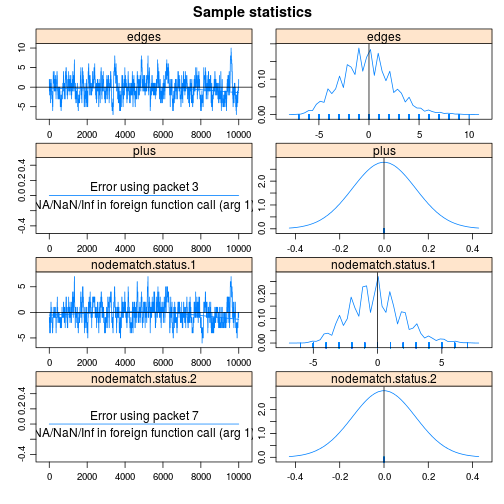 Sample statistics
edges
edges
10
5
0
-5
0.00
0.10
0 2000 4000 6000 8000 10000
-5 0 5 10
plus
plus
Error using packet 3
NA/NaN/Inf in foreign function call (arg 1)
-0.4 0.0 0.2 0.4
0.0 1.0 2.0
0 2000 4000 6000 8000 10000
-0.4 -0.2 0.0 0.2 0.4
nodematch.status.1
nodematch.status.1
5
0
-5
0.00 0.10 0.20
0 2000 4000 6000 8000 10000
-5 0 5
nodematch.status.2
nodematch.status.2
Error using packet 7
NA/NaN/Inf in foreign function call (arg 1)
-0.4 0.0 0.2 0.4
0.0 1.0 2.0
0 2000 4000 6000 8000 10000
-0.4 -0.2 0.0 0.2 0.4